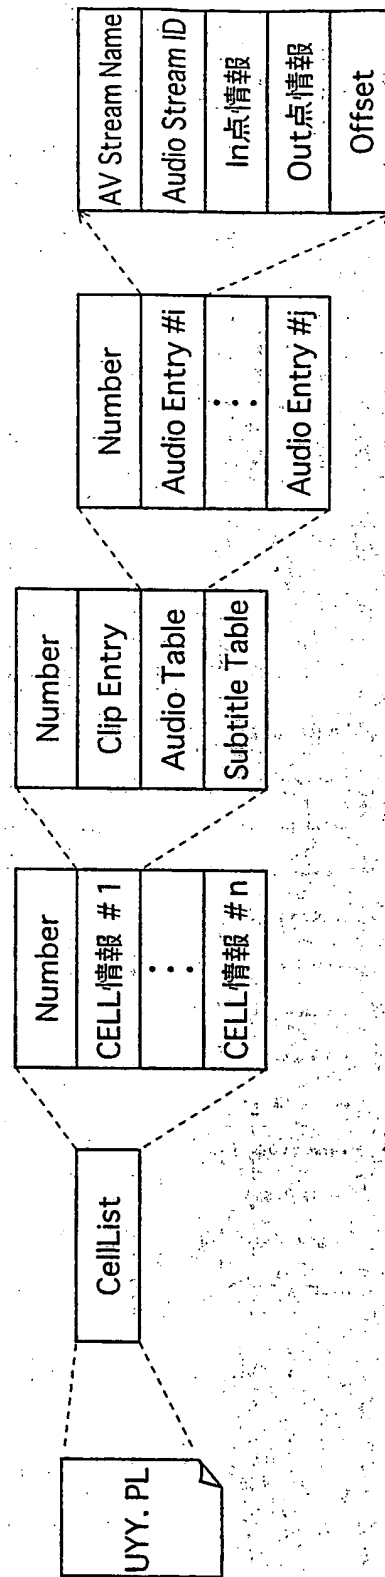 UYY. PL
CellList
Number
CELL情報 #1
⋮
CELL情報 #n
Number
Clip Entry
Audio Table
Subtitle Table
Number
Audio Entry #i
⋮
Audio Entry #j
AV Stream Name
Audio Stream ID
In点情報
Out点情報
Offset